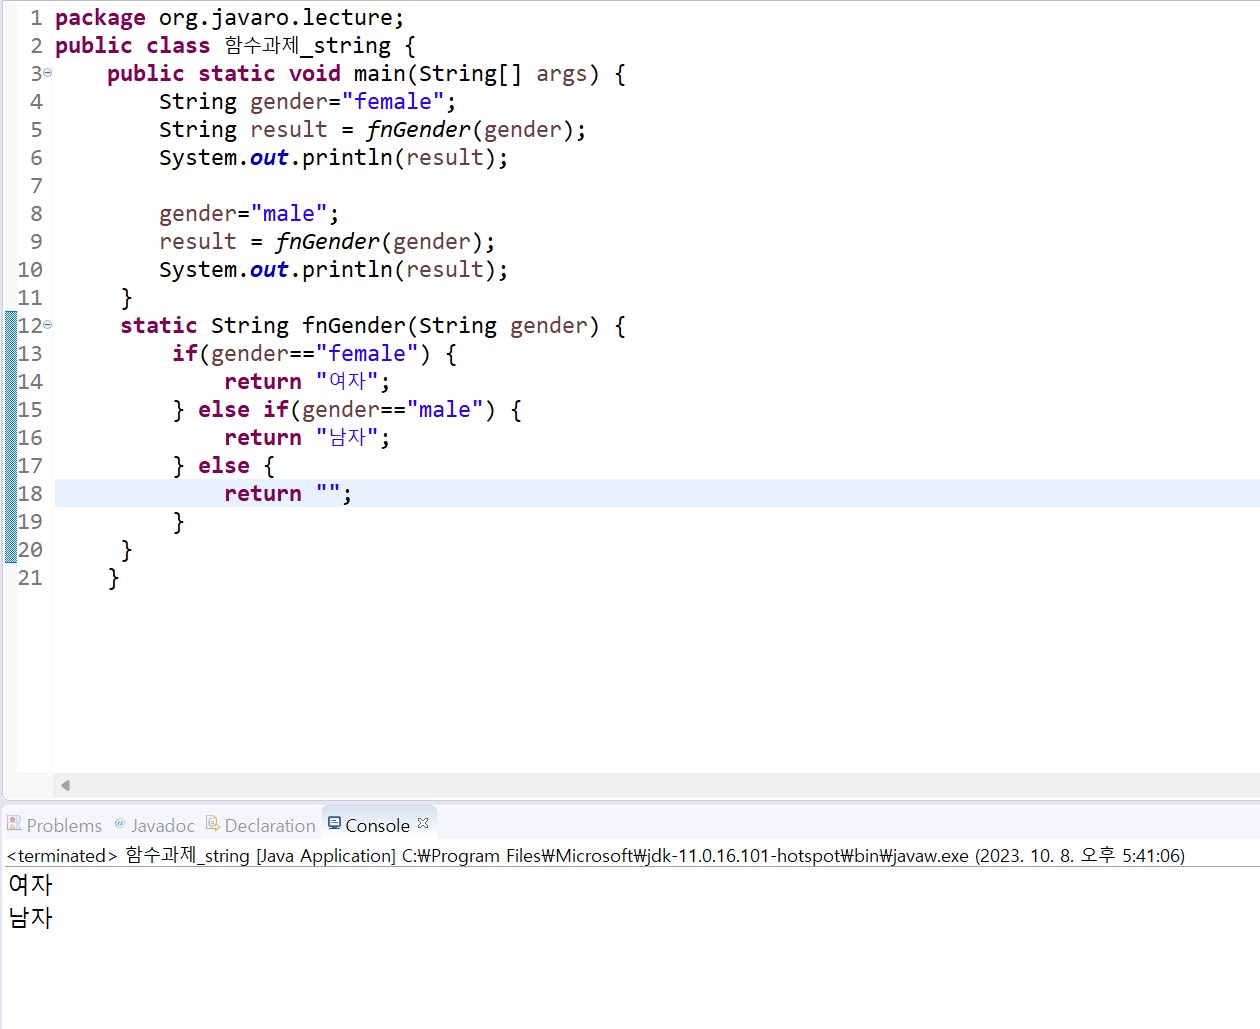 1 package org.javaro.lecture;
2 public class 함수과제_string {
3 public static void main(String[] args) {
4 String gender="female";
5 String result = fnGender(gender);
6 System.out.println(result);
7
8 gender="male";
9 result = fnGender(gender);
10 System.out.println(result);
11 }
12 static String fnGender(String gender) {
13 if(gender=="female") {
14 return "여자";
15 } else if(gender=="male") {
16 return "남자";
17 } else {
18 return "";
19 }
20 }
21 }
Problems @ Javadoc Declaration Console
<terminated> 함수과제_string [Java Application] C:₩Program Files₩Microsoft₩jdk-11.0.16.101-hotspot₩bin₩javaw.exe (2023. 10. 8. 오후 5:41:06)
여자
남자